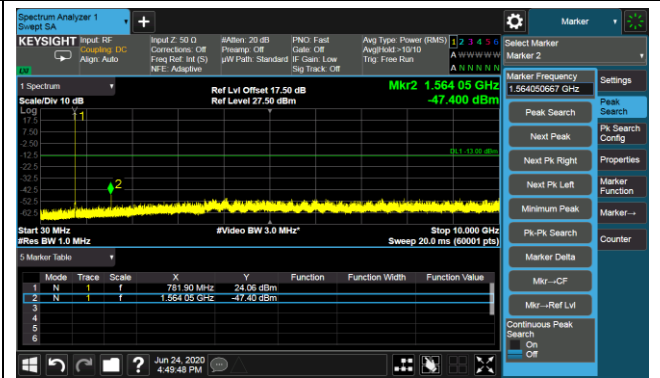 Spectrum Analyzer 1
Swept SA
Marker
KEYSIGHT
Input: RF
Coupling: DC
Align: Auto
Input Z: 50 Ω
Corrections: Off
Freq Ref: Int (S)
NFE: Adaptive
#Atten: 20 dB
Preamp: Off
µW Path: Standard
PNO: Fast
Gate: Off
IF Gain: Low
Sig Track: Off
Avg Type: Power (RMS)
Avg|Hold:>10/10
Trig: Free Run
1 2 3 4 5 6
A W W W W W
A N N N N N
Select Marker
Marker 2
1 Spectrum
Scale/Div 10 dB
Ref Lvl Offset 17.50 dB
Ref Level 27.50 dBm
Mkr2 1.564 05 GHz
-47.400 dBm
Log
17.5
7.50
-2.50
-12.5
-22.5
-32.5
-42.5
-52.5
-62.5
1
2
DL1 -13.00 dBm
Start 30 MHz
#Res BW 1.0 MHz
#Video BW 3.0 MHz*
Stop 10.000 GHz
Sweep 20.0 ms (60001 pts)
5 Marker Table
Mode Trace Scale X Y Function Function Width Function Value
1 N 1 f 781.90 MHz 24.06 dBm
2 N 1 f 1.564 05 GHz -47.40 dBm
3
4
5
6
Marker Frequency
1.564050667 GHz
Peak Search
Next Peak
Next Pk Right
Next Pk Left
Minimum Peak
Pk-Pk Search
Marker Delta
Mkr→CF
Mkr→Ref Lvl
Continuous Peak
Search
On
Off
Settings
Peak
Search
Pk Search
Config
Properties
Marker
Function
Marker→
Counter
?
Jun 24, 2020
4:49:48 PM